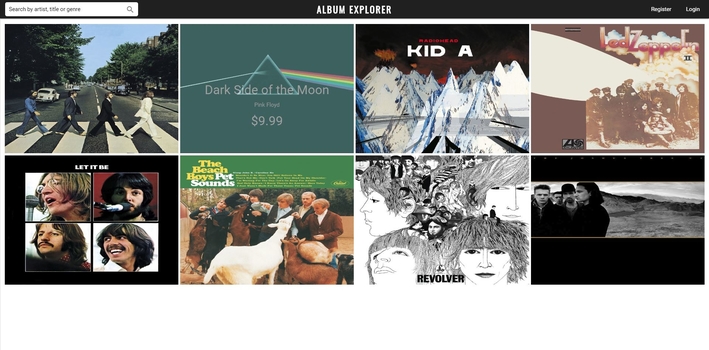 Search by artist, title or genre
ALBUM EXPLORER
Register
Login
Dark Side of the Moon
Pink Floyd
$9.99
RADIOHEAD
KID A
Led Zeppelin
II
LET IT BE
The
Beach
Boys Pet
Sounds
REVOLVER